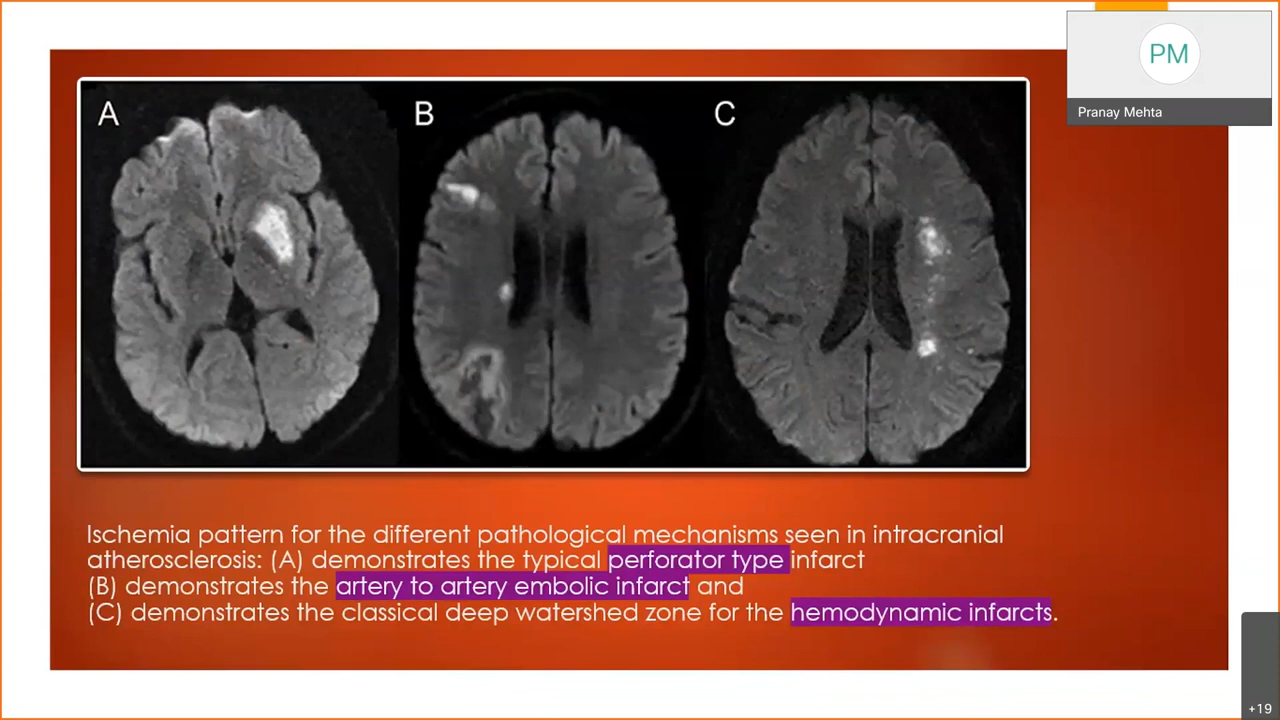 A
B
C
PM
Pranay Mehta
Ischemia pattern for the different pathological mechanisms seen in intracranial
atherosclerosis: (A) demonstrates the typical perforator type infarct
(B) demonstrates the artery to artery embolic infarct and
(C) demonstrates the classical deep watershed zone for the hemodynamic infarcts.
+19